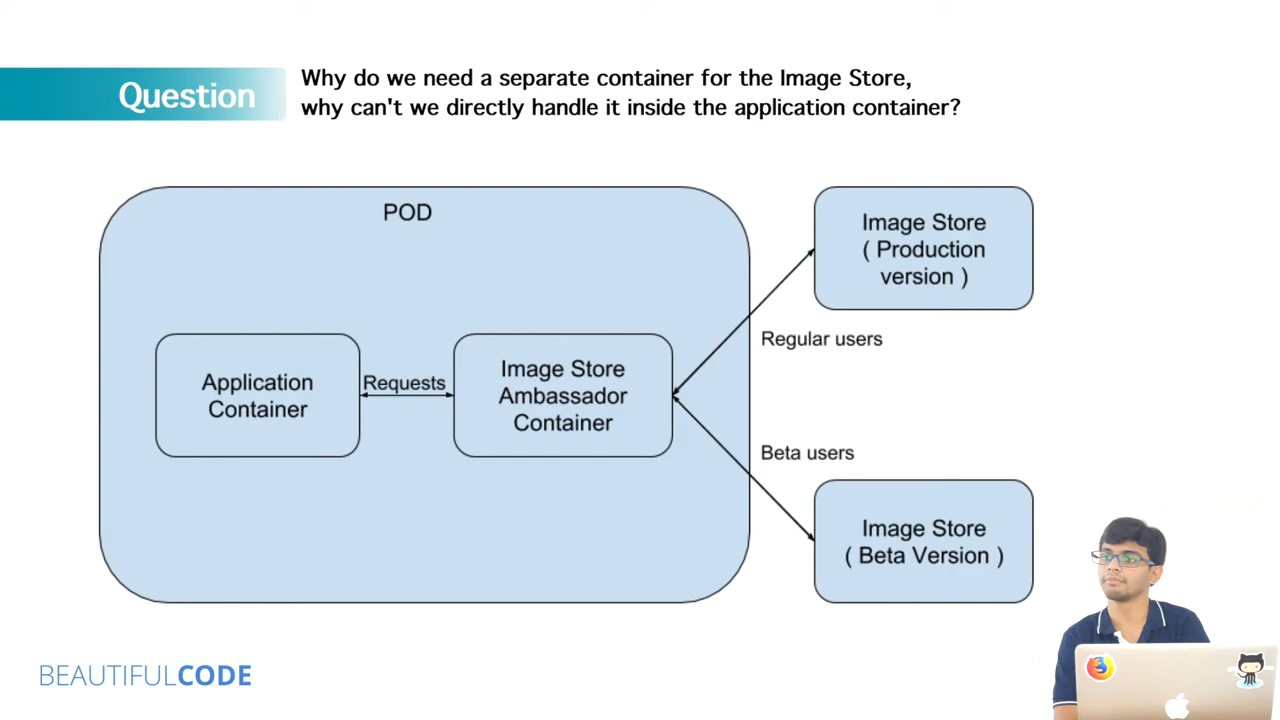 Question
Why do we need a separate container for the Image Store,
why can't we directly handle it inside the application container?
POD
Application
Container
Requests
Image Store
Ambassador
Container
Image Store
( Production
version )
Regular users
Beta users
Image Store
( Beta Version )
BEAUTIFULCODE